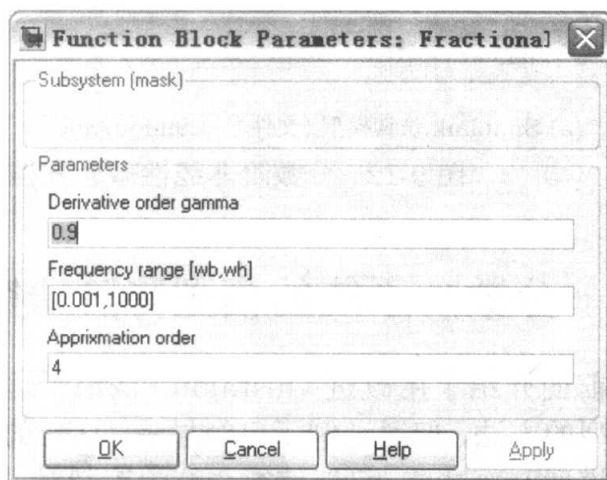 Function Block Parameters: Fractional
Subsystem (mask)
Parameters
Derivative order gamma
0.9
Frequency range [wb,wh]
[0.001,1000]
Apprixmation order
4
OK
Cancel
Help
Apply